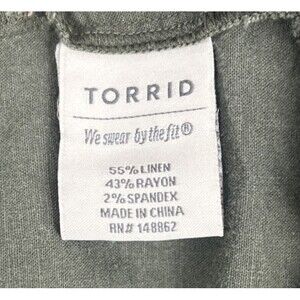 TORRID
We swear by the fit®
55% LINEN
43% RAYON
2% SPANDEX
MADE IN CHINA
RN# 148862